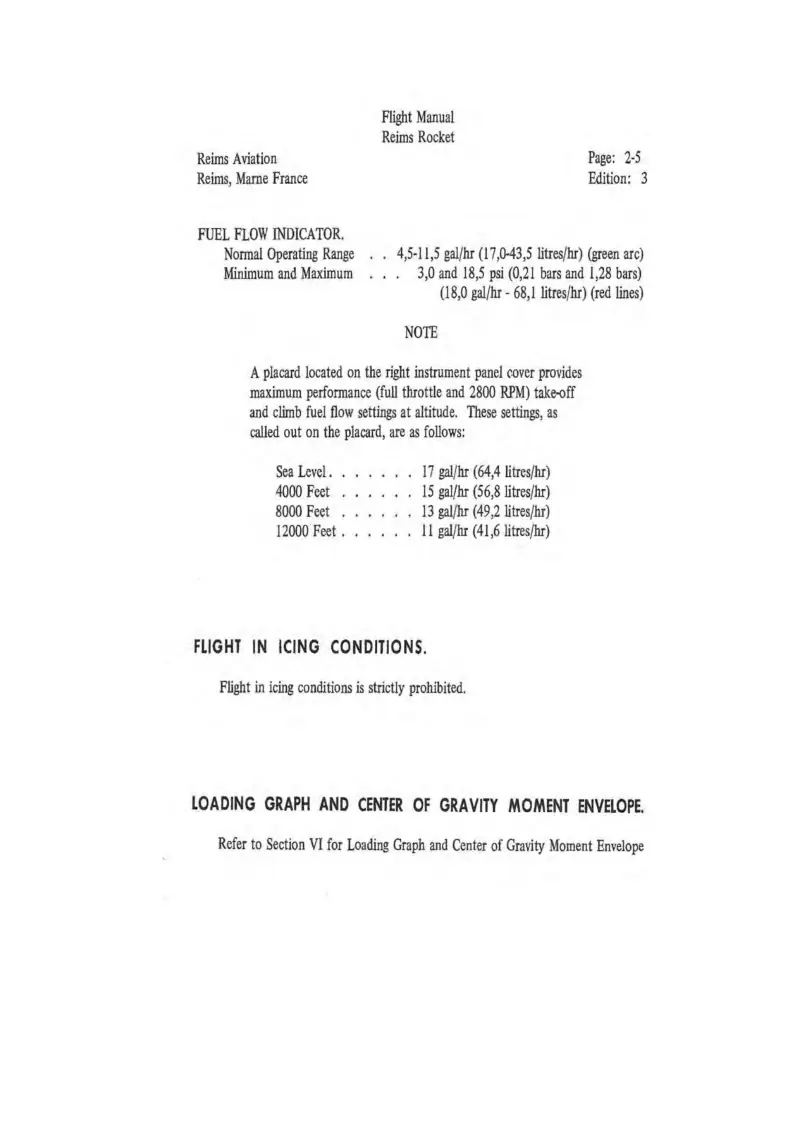 Flight Manual
Reims Rocket
Reims Aviation Page: 2-5
Reims, Marne France Edition: 3
FUEL FLOW INDICATOR.
Normal Operating Range . . 4,5-11,5 gal/hr (17,0-43,5 litres/hr) (green arc)
Minimum and Maximum . . . 3,0 and 18,5 psi (0,21 bars and 1,28 bars)
(18,0 gal/hr - 68,1 litres/hr) (red lines)
NOTE
A placard located on the right instrument panel cover provides
maximum performance (full throttle and 2800 RPM) take-off
and climb fuel flow settings at altitude. These settings, as
called out on the placard, are as follows:
Sea Level. . . . . . . 17 gal/hr (64,4 litres/hr)
4000 Feet . . . . . . 15 gal/hr (56,8 litres/hr)
8000 Feet . . . . . . 13 gal/hr (49,2 litres/hr)
12000 Feet . . . . . . 11 gal/hr (41,6 litres/hr)
FLIGHT IN ICING CONDITIONS.
Flight in icing conditions is strictly prohibited.
LOADING GRAPH AND CENTER OF GRAVITY MOMENT ENVELOPE.
Refer to Section VI for Loading Graph and Center of Gravity Moment Envelope